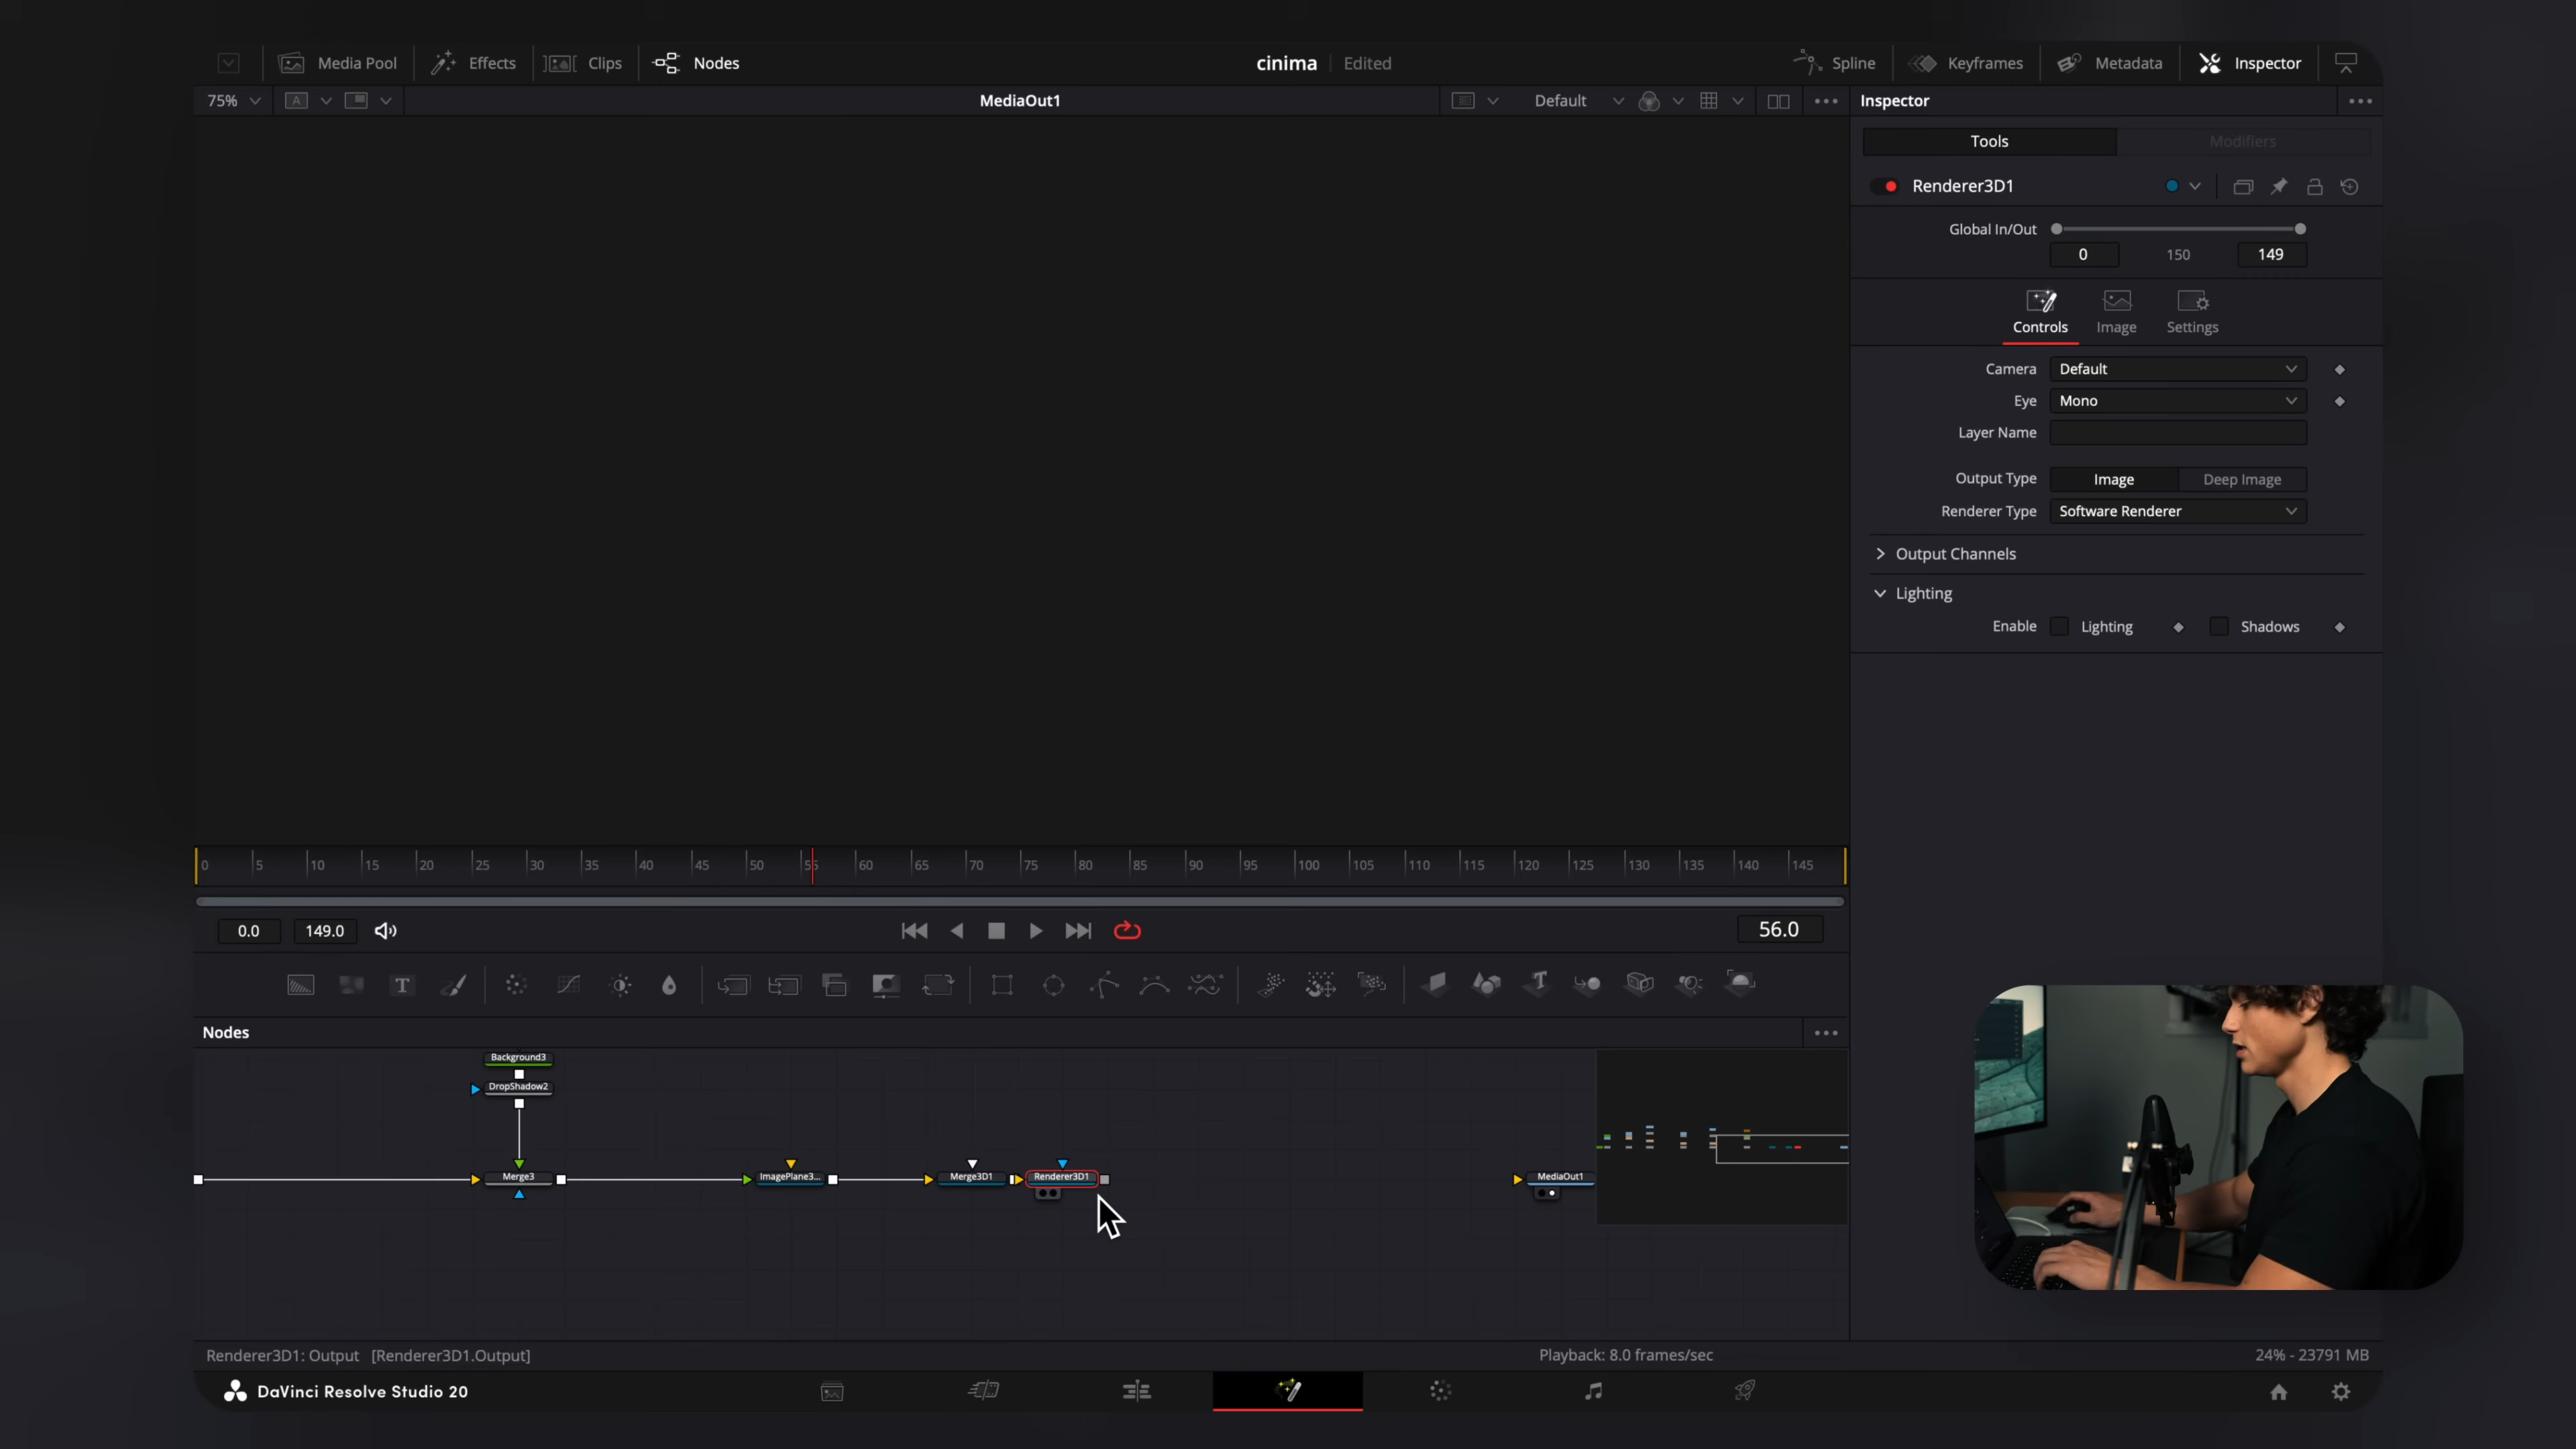 Media Pool Effects Clips Nodes cinima Edited Spline Keyframes Metadata Inspector
75% A MediaOut1 Default Inspector
Tools Modifiers
Renderer3D1
Global In/Out
0 150 149
Controls Image Settings
Camera Default
Eye Mono
Layer Name
Output Type Image Deep Image
Renderer Type Software Renderer
Output Channels
Lighting
Enable Lighting Shadows
0 5 10 15 20 25 30 35 40 45 50 55 60 65 70 75 80 85 90 95 100 105 110 115 120 125 130 135 140 145
0.0 149.0 56.0
T T
Nodes
Background3
DropShadow2
Merge3 ImagePlane3... Merge3D1 Renderer3D1 MediaOut1
Renderer3D1: Output [Renderer3D1.Output] Playback: 8.0 frames/sec 24% - 23791 MB
DaVinci Resolve Studio 20